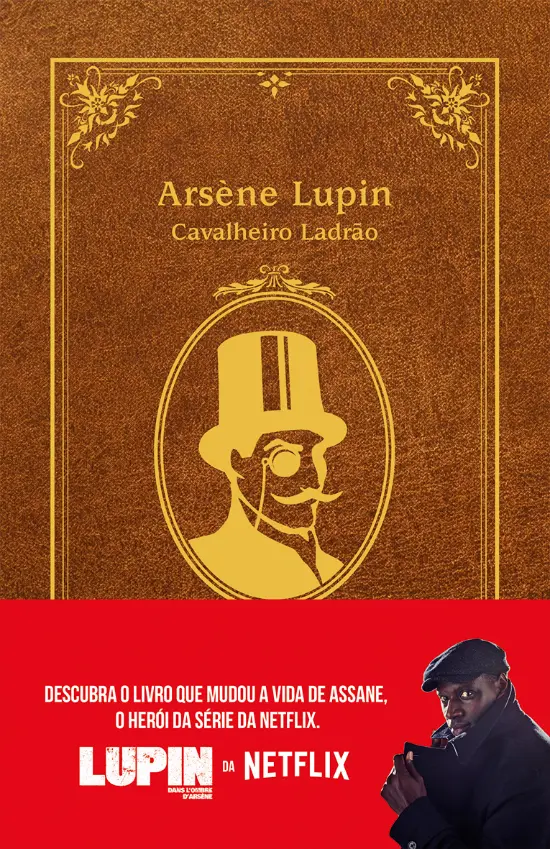 Arsène Lupin
Cavalheiro Ladrão
DESCUBRA O LIVRO QUE MUDOU A VIDA DE ASSANE,
O HERÓI DA SÉRIE DA NETFLIX.
LUPIN DA NETFLIX
DANS L'OMBRE
D'ARSÈNE